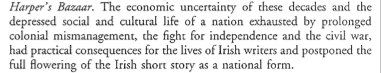 Harper's Bazaar. The economic uncertainty of these decades and the
depressed social and cultural life of a nation exhausted by prolonged
colonial mismanagement, the fight for independence and the civil war,
had practical consequences for the lives of Irish writers and postponed the
full flowering of the Irish short story as a national form.